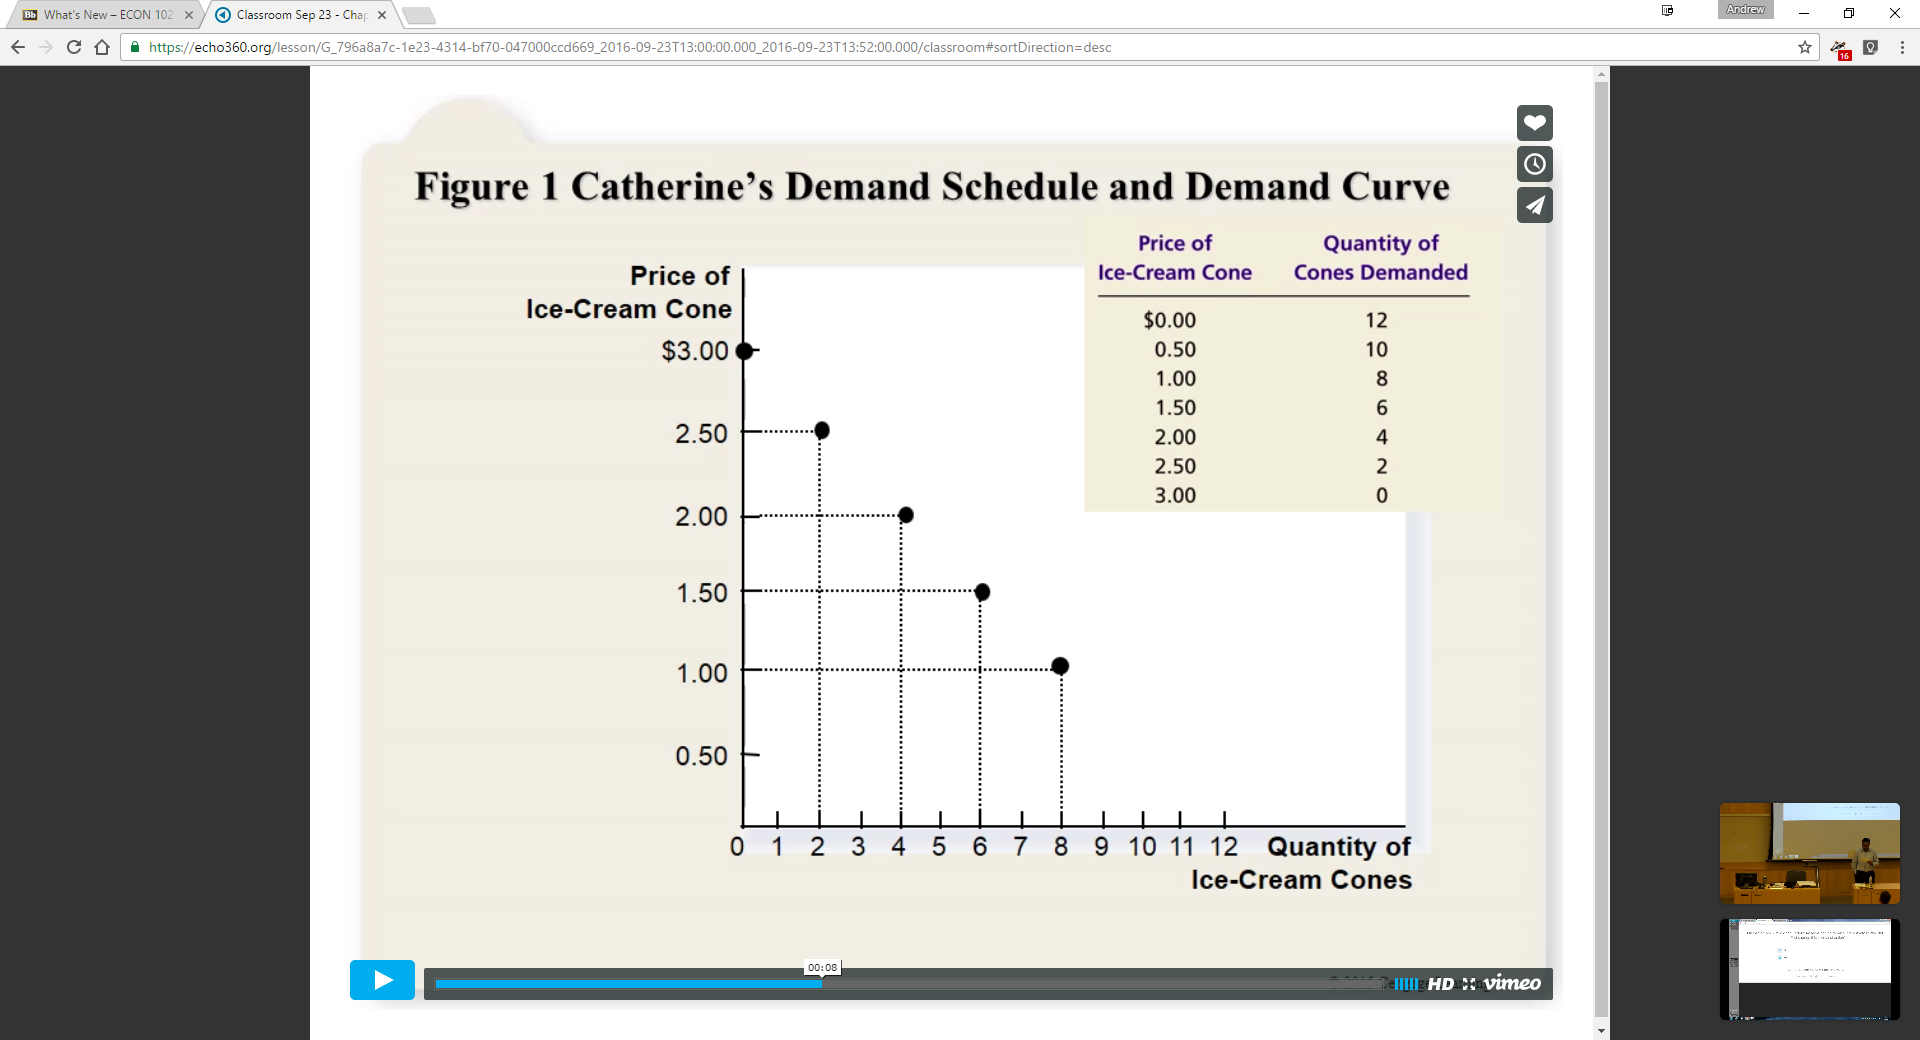 What's New – ECON 102
Classroom Sep 23 - Chap
Andrew
https://echo360.org/lesson/G_796a8a7c-1e23-4314-bf70-047000ccd669_2016-09-23T13:00:00.000_2016-09-23T13:52:00.000/classroom#sortDirection=desc
16
Figure 1 Catherine's Demand Schedule and Demand Curve
Price of Quantity of
Ice-Cream Cone Cones Demanded
$0.00 12
0.50 10
1.00 8
1.50 6
2.00 4
2.50 2
3.00 0
Price of
Ice-Cream Cone
$3.00
2.50
2.00
1.50
1.00
0.50
0 1 2 3 4 5 6 7 8 9 10 11 12 Quantity of
Ice-Cream Cones
00:08
HD vimeo